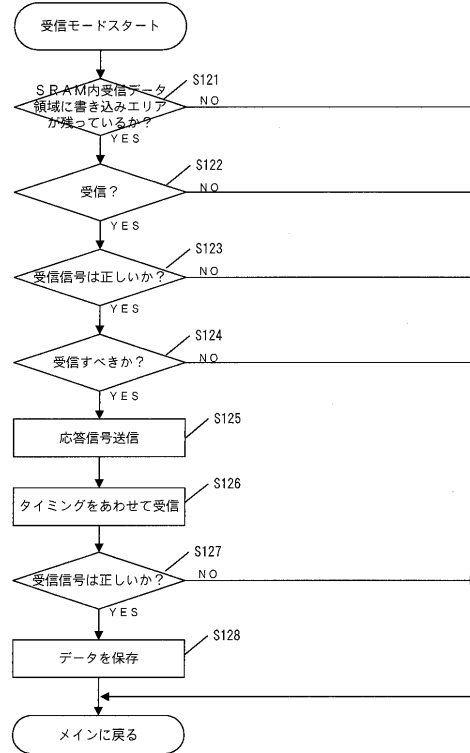 受信モードスタート
S121
SRAM内受信データ
領域に書き込みエリア
が残っているか?
NO
YES
S122
受信?
NO
YES
S123
受信信号は正しいか?
NO
YES
S124
受信すべきか?
NO
YES
S125
応答信号送信
S126
タイミングをあわせて受信
S127
受信信号は正しいか?
NO
YES
S128
データを保存
メインに戻る